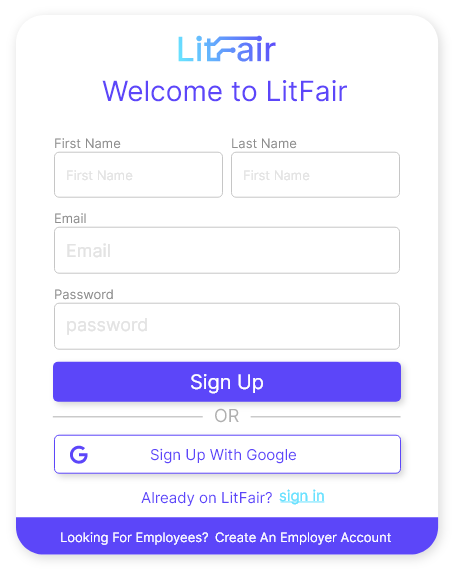 LitFair
Welcome to LitFair
First Name Last Name
First Name First Name
Email
Email
Password
password
Sign Up
OR
G Sign Up With Google
Already on LitFair? sign in
Looking For Employees? Create An Employer Account